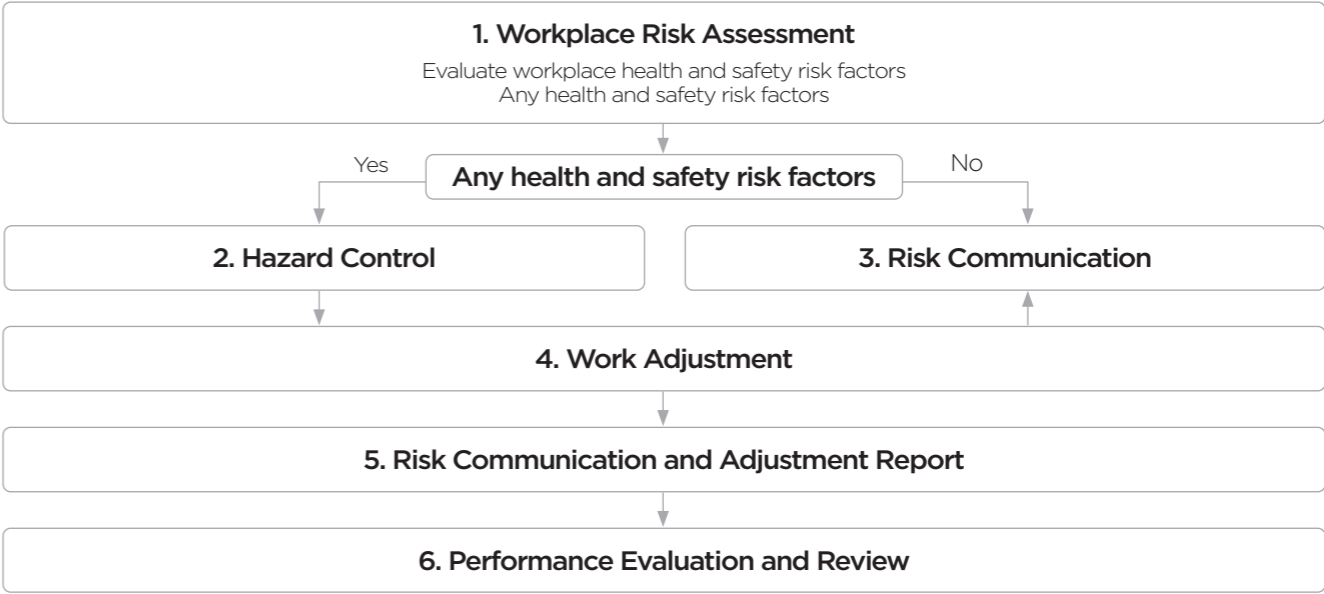 1. Workplace Risk Assessment
Evaluate workplace health and safety risk factors
Any health and safety risk factors
Yes
Any health and safety risk factors
No
2. Hazard Control
3. Risk Communication
4. Work Adjustment
5. Risk Communication and Adjustment Report
6. Performance Evaluation and Review